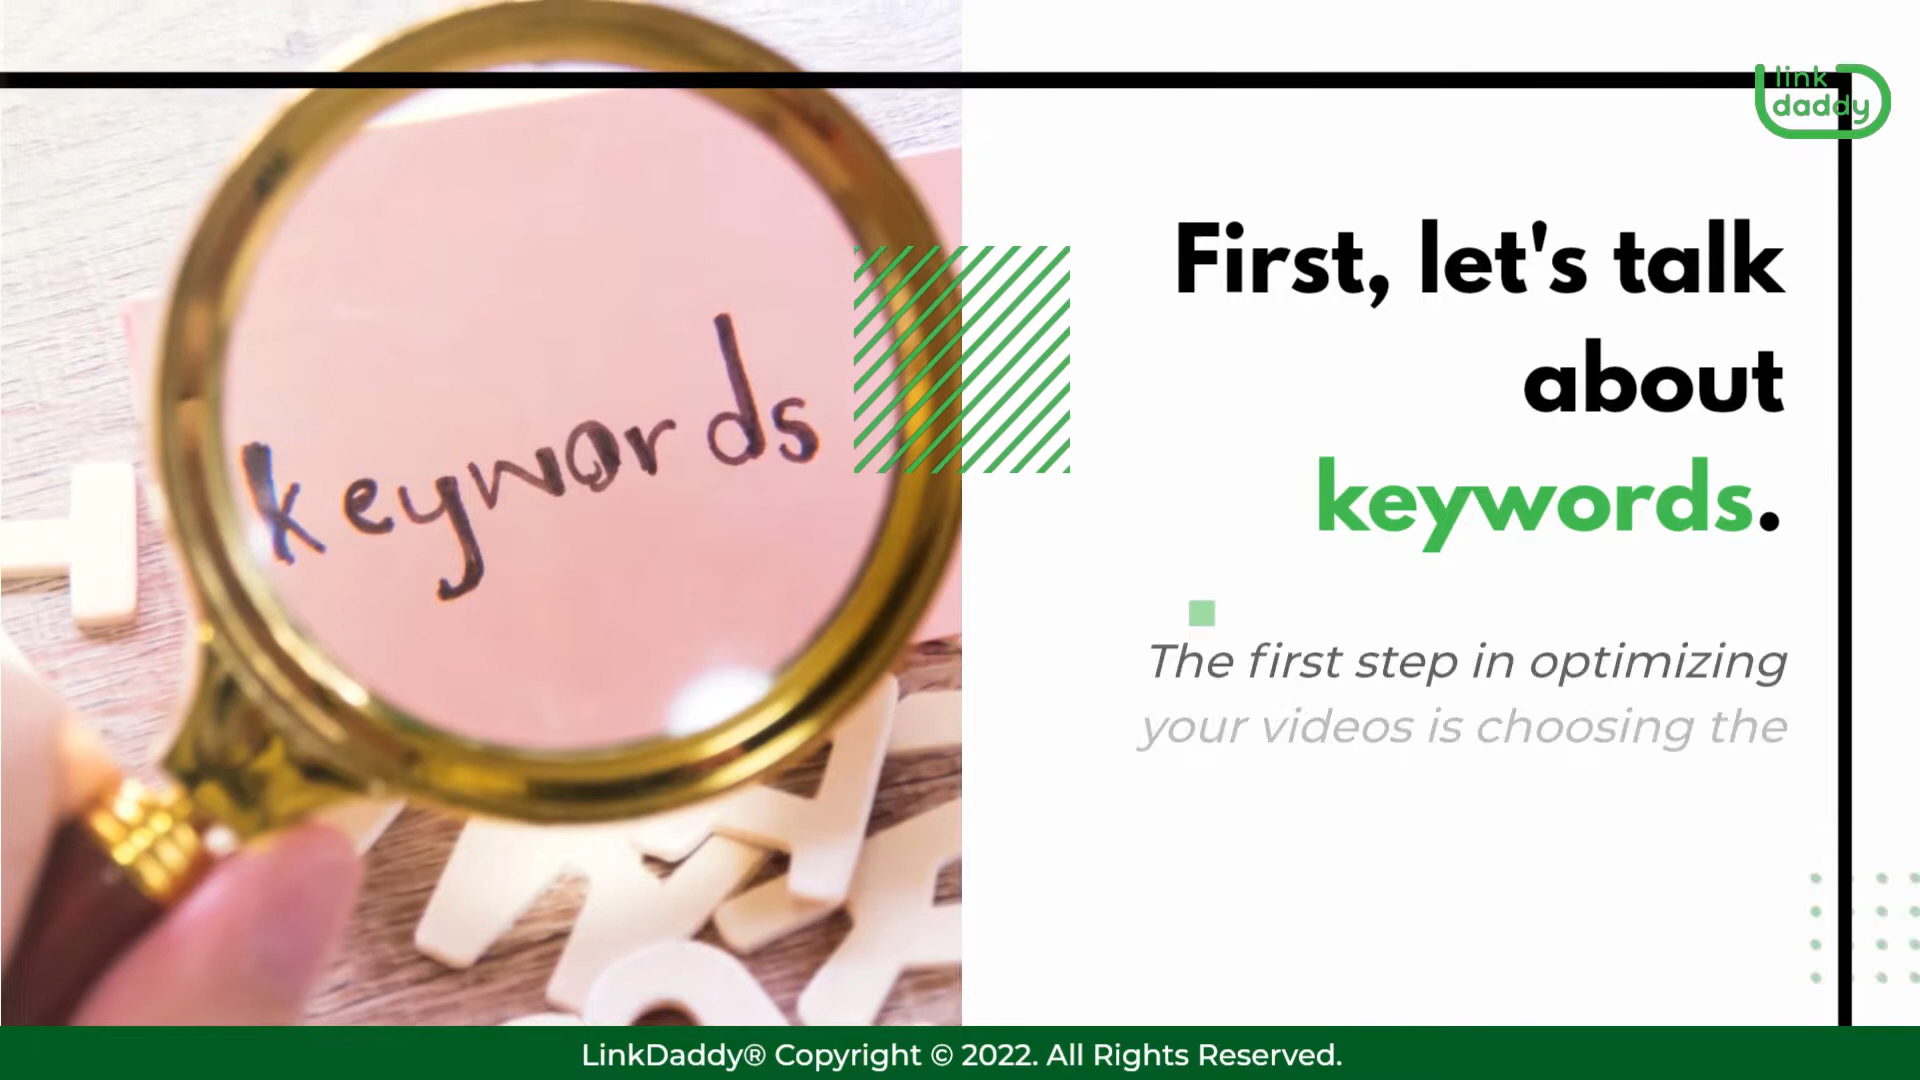 link
daddy
keywords
First, let's talk
about
keywords.
The first step in optimizing
your videos is choosing the
LinkDaddy® Copyright © 2022. All Rights Reserved.